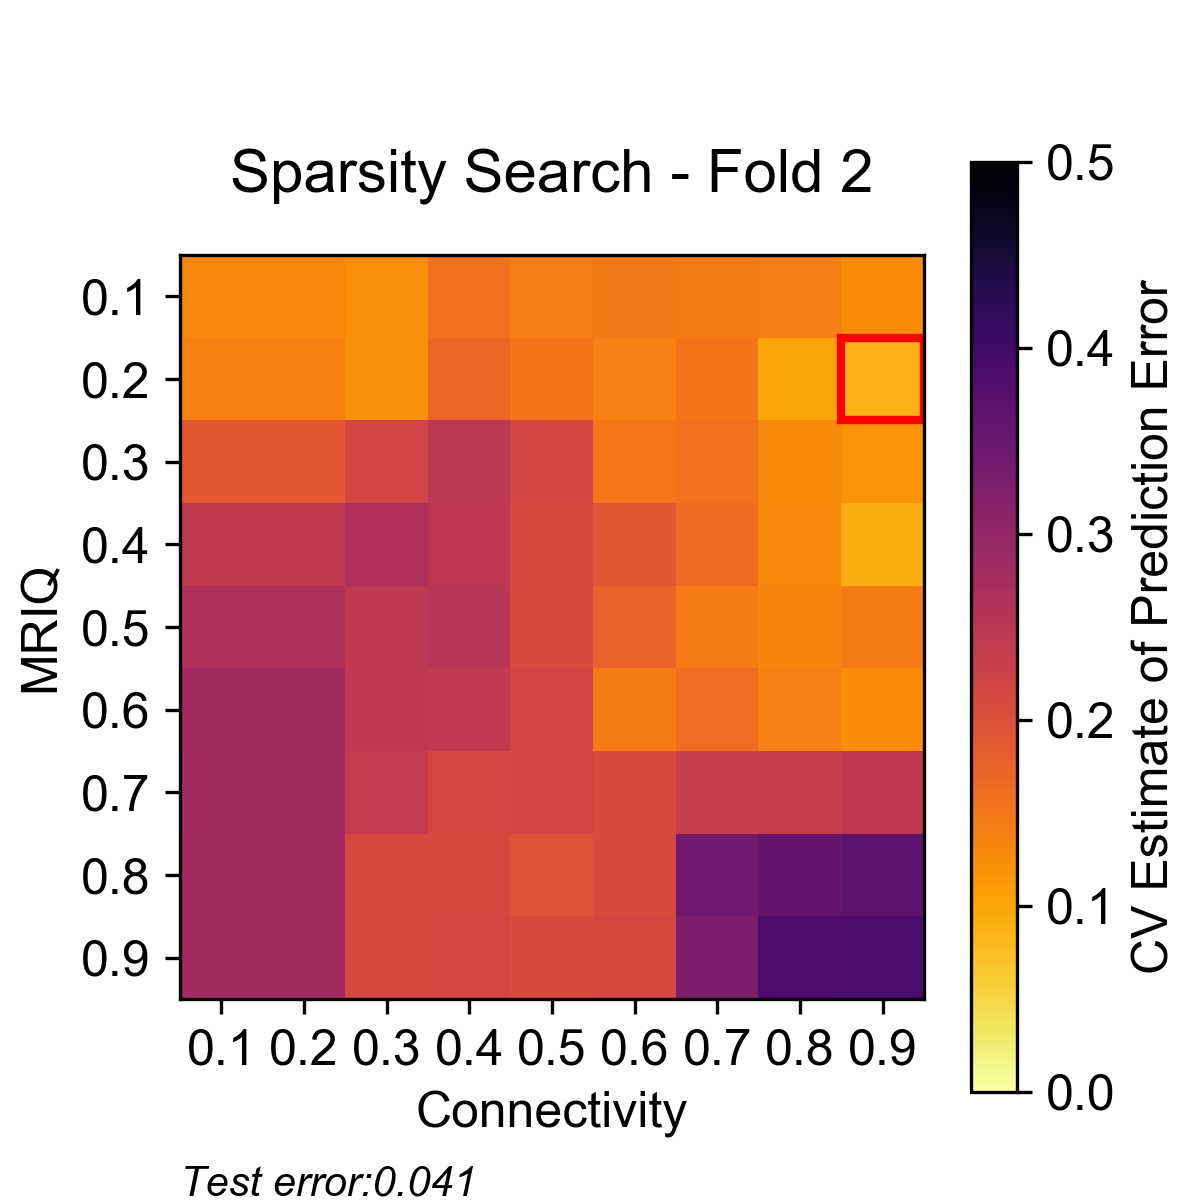 Sparsity Search - Fold 2
0.1
0.2
0.3
0.4
0.5
0.6
0.7
0.8
0.9
MRIQ
0.1 0.2 0.3 0.4 0.5 0.6 0.7 0.8 0.9
Connectivity
Test error:0.041
0.5
0.4
0.3
0.2
0.1
0.0
CV Estimate of Prediction Error